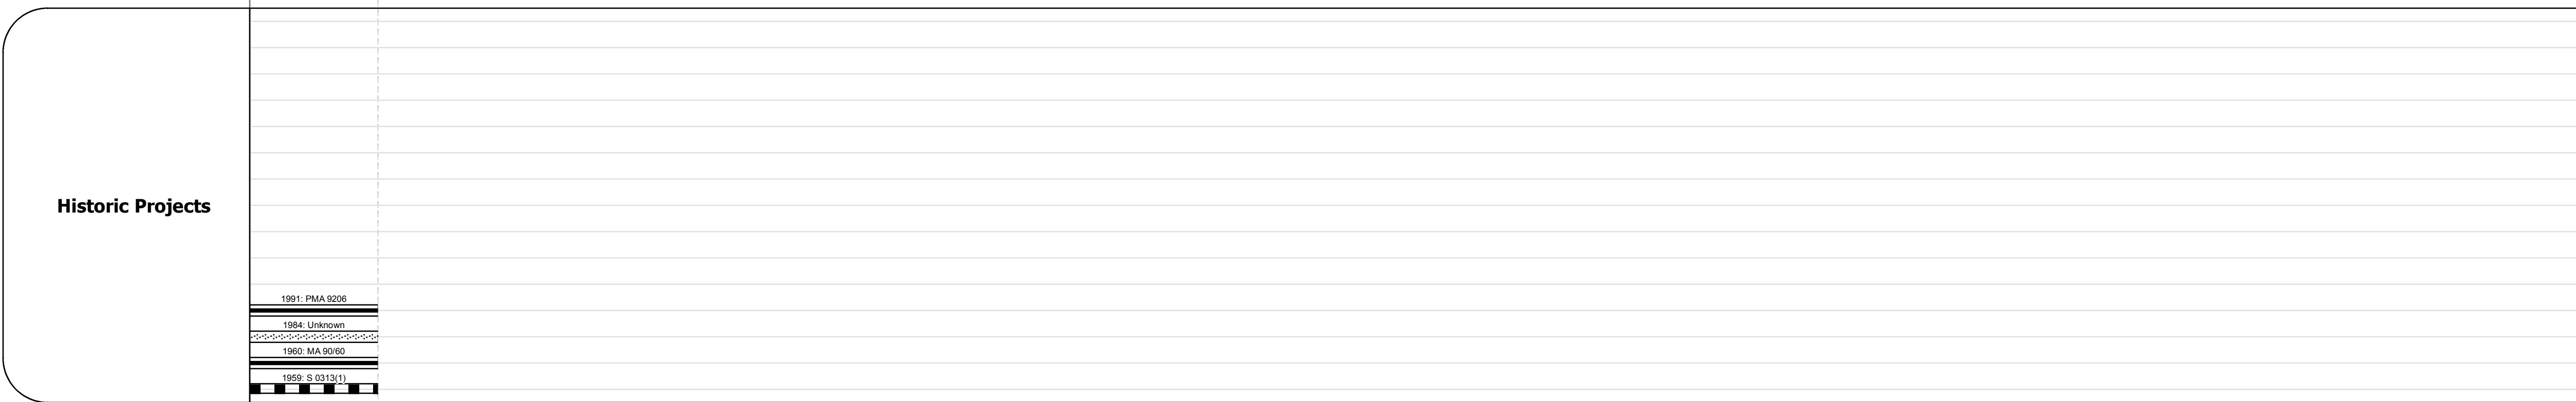 Historic Projects
1991: PMA 9206
1984: Unknown
1960: MA 90/60
1959: S 0313(1)